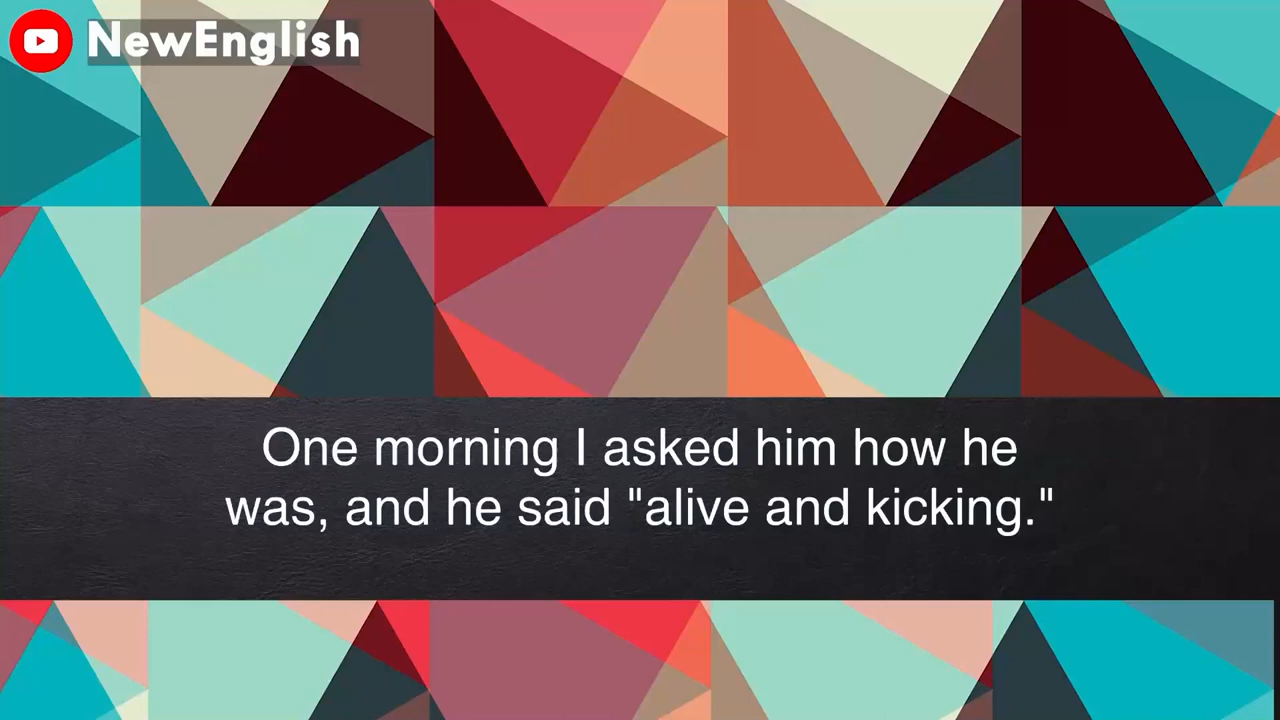 NewEnglish
One morning I asked him how he
was, and he said "alive and kicking."